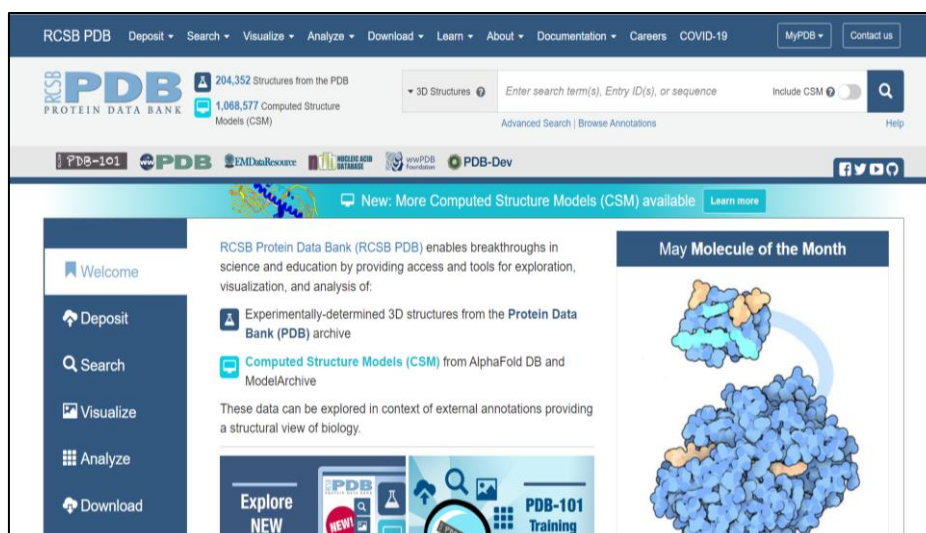 RCSB PDB Deposit Search Visualize Analyze Download Learn About Documentation Careers COVID-19 MyPDB Contact us
RCSB
PDB
PROTEIN DATA BANK
204,352 Structures from the PDB
1,068,577 Computed Structure
Models (CSM)
3D Structures
Enter search term(s), Entry ID(s), or sequence
Include CSM
Advanced Search | Browse Annotations
Help
PDB-101
PDB
EMDataResource
NUCLEIC ACID
DATABASE
wwPDB
Foundation
PDB-Dev
New: More Computed Structure Models (CSM) available Learn more
Welcome
Deposit
Search
Visualize
Analyze
Download
RCSB Protein Data Bank (RCSB PDB) enables breakthroughs in
science and education by providing access and tools for exploration,
visualization, and analysis of:
Experimentally-determined 3D structures from the Protein Data
Bank (PDB) archive
Computed Structure Models (CSM) from AlphaFold DB and
ModelArchive
These data can be explored in context of external annotations providing
a structural view of biology.
Explore
NEW
PDB
NEW!
PDB-101
Training
May Molecule of the Month